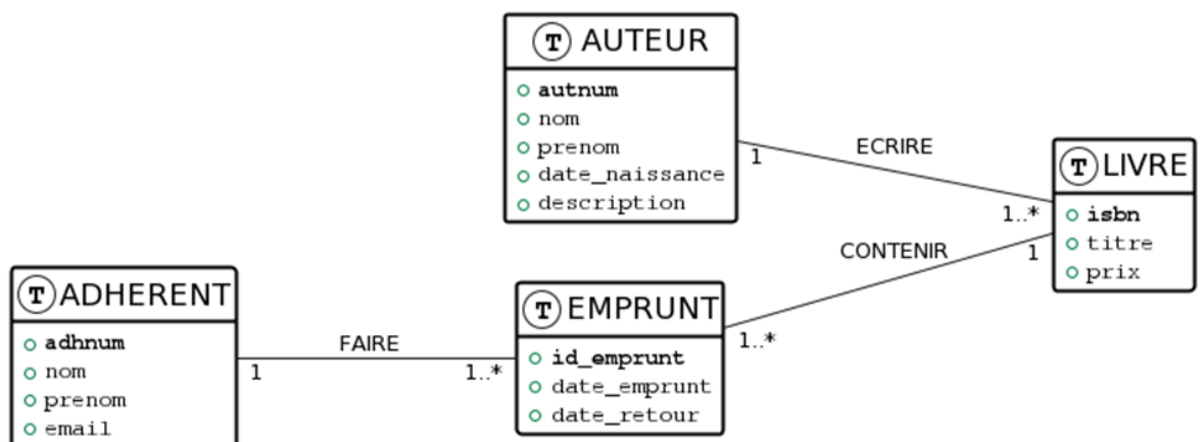 T AUTEUR
autnum
nom
prenom
date_naissance
description
ECRIRE
1
1..*
T LIVRE
isbn
titre
prix
CONTENIR
1
1..*
T ADHERENT
adhnum
nom
prenom
email
FAIRE
1
1..*
T EMPRUNT
id_emprunt
date_emprunt
date_retour